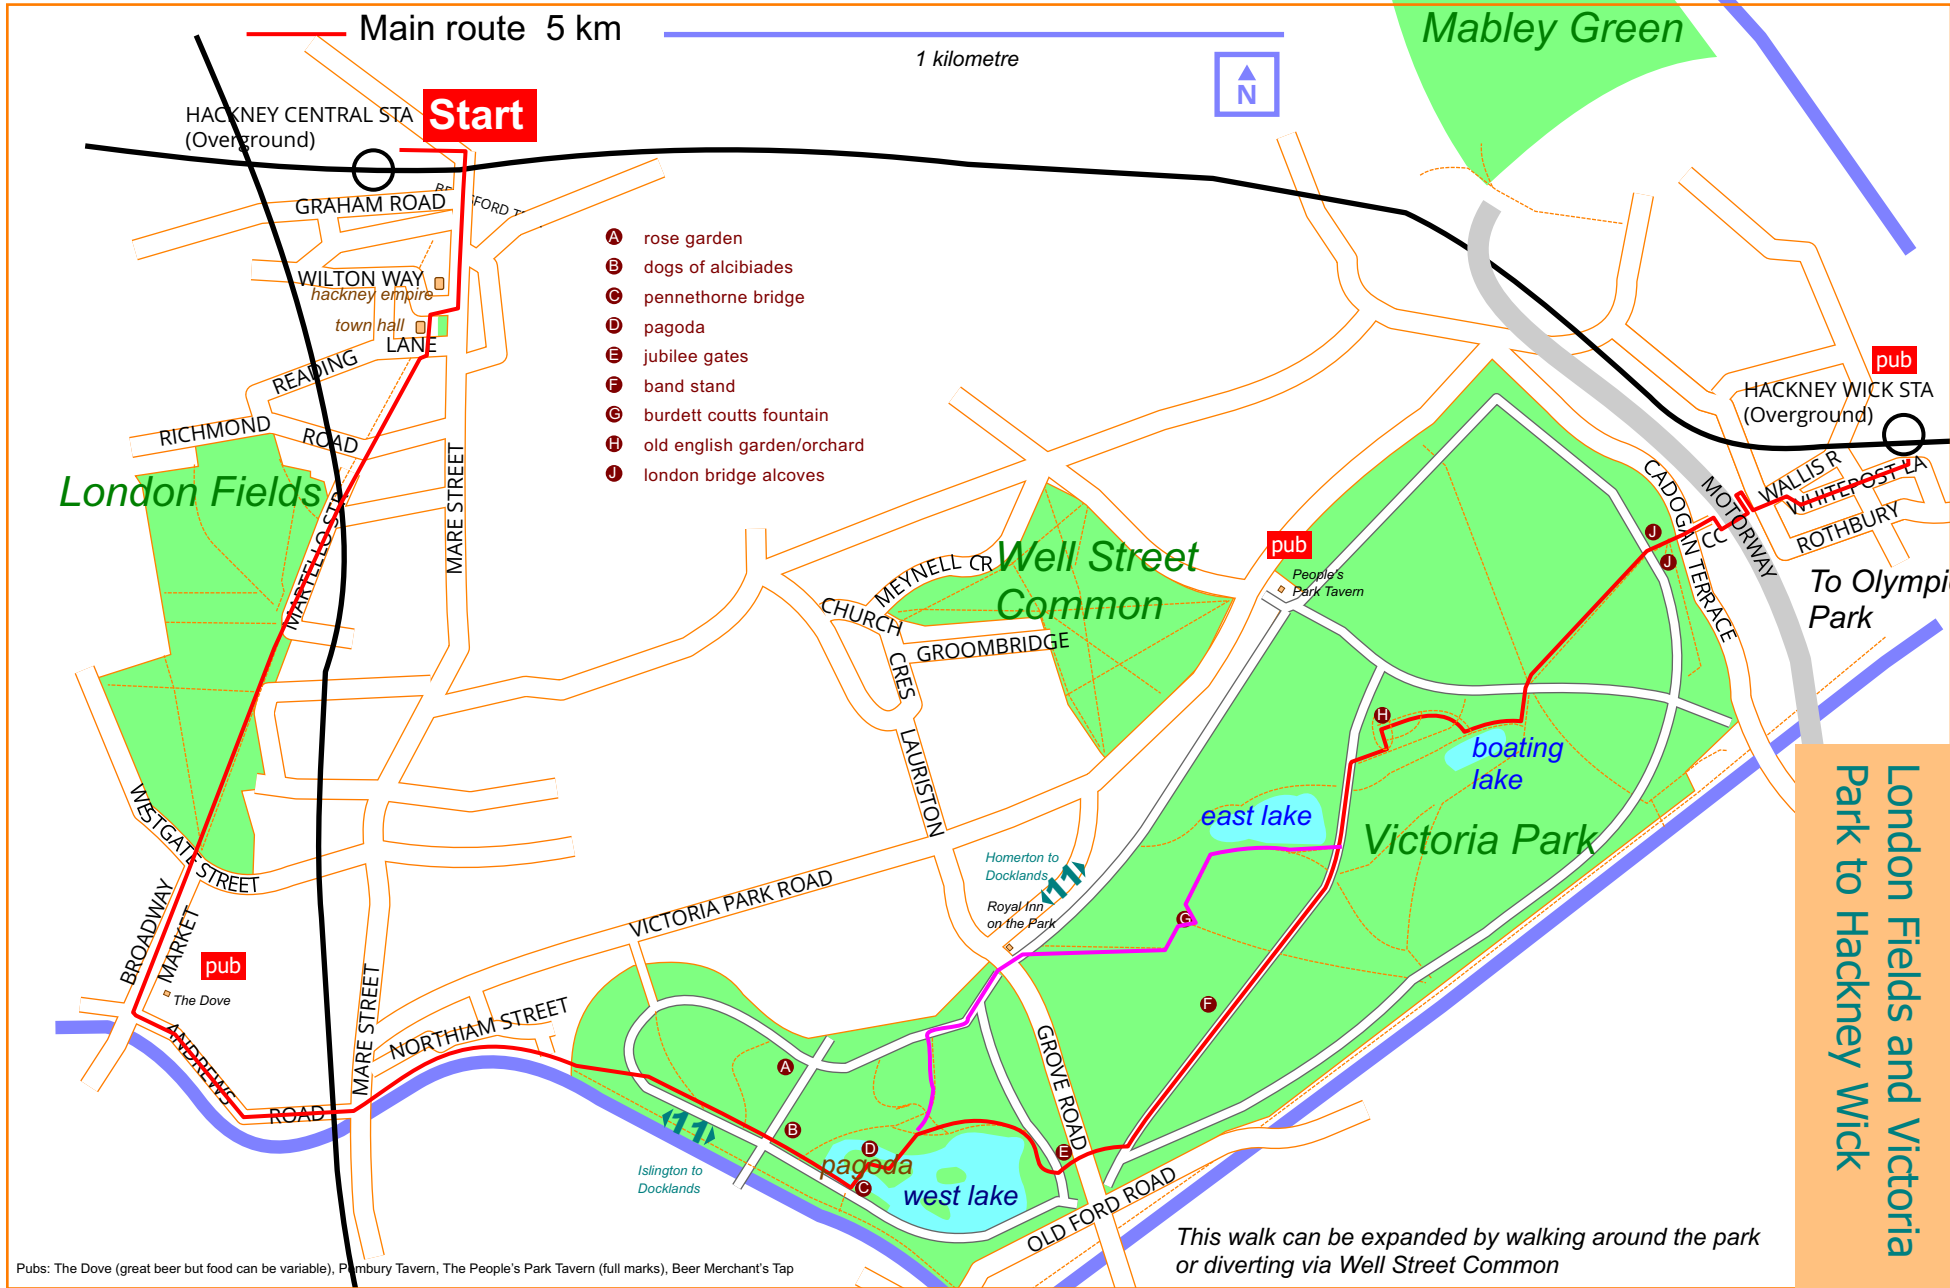 Main route 5 km
1 kilometre
N
Mabley Green
HACKNEY CENTRAL STA
(Overground)
Start
GRAHAM ROAD
WILTON WAY
hackney empire
town hall
READING
LANE
RICHMOND
ROAD
London Fields
MARTELLO STR
MARE STREET
A rose garden
B dogs of alcibiades
C pennethorne bridge
D pagoda
E jubilee gates
F band stand
G burdett coutts fountain
H old english garden/orchard
J london bridge alcoves
pub
HACKNEY WICK STA
(Overground)
WALLIS R
WHITEPOST LA
ROTHBURY
CADOGAN TERRACE
MOTORWAY
CC
J
J
To Olympic
Park
pub
People's
Park Tavern
Well Street
Common
MEYNELL CR
CHURCH
CRES
GROOMBRIDGE
LAURISTON
H
boating
lake
east lake
Victoria Park
WESTGATE STREET
BROADWAY
MARKET
pub
The Dove
ANDREWS
ROAD
MARE STREET
NORTHIAM STREET
VICTORIA PARK ROAD
Homerton to
Docklands
11
Royal Inn
on the Park
G
F
GROVE ROAD
A
B
D
E
pagoda
C
west lake
11
Islington to
Docklands
OLD FORD ROAD
London Fields and Victoria
Park to Hackney Wick
This walk can be expanded by walking around the park
or diverting via Well Street Common
Pubs: The Dove (great beer but food can be variable), Pembury Tavern, The People's Park Tavern (full marks), Beer Merchant's Tap